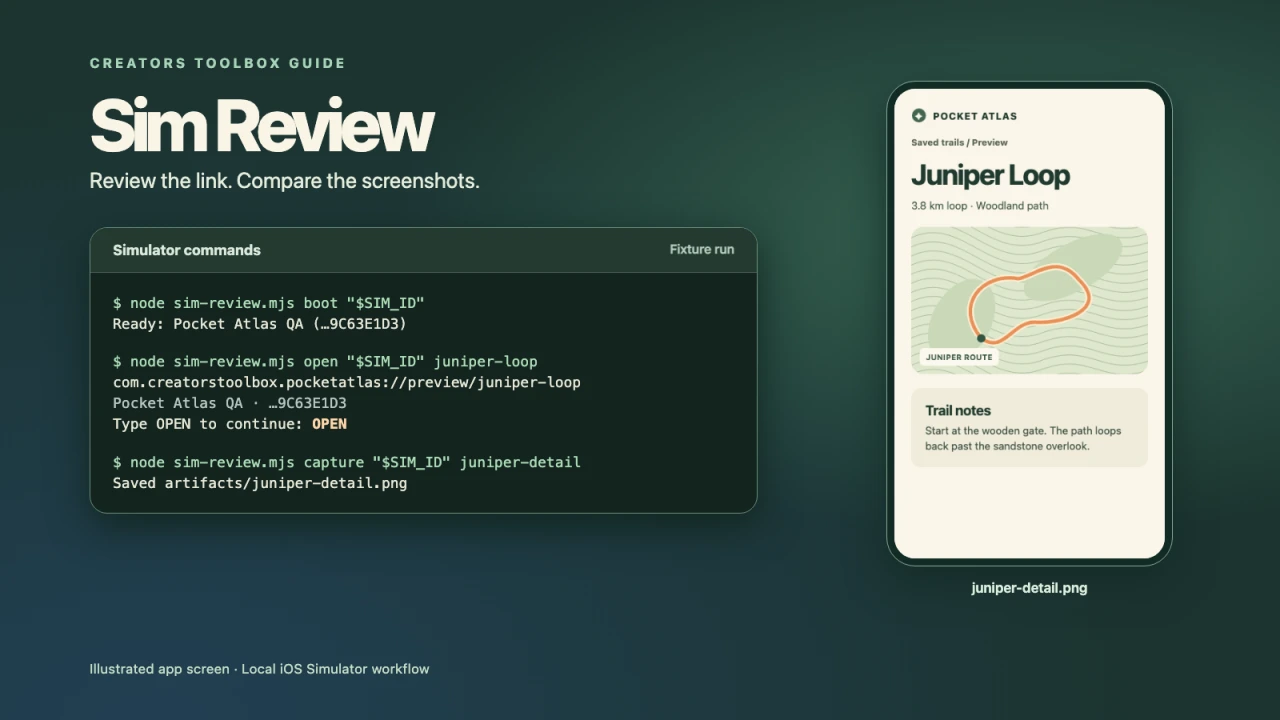 CREATORS TOOLBOX GUIDE
Sim Review
Review the link. Compare the screenshots.
Simulator commands
Fixture run
$ node sim-review.mjs boot "$SIM_ID"
Ready: Pocket Atlas QA (…9C63E1D3)
$ node sim-review.mjs open "$SIM_ID" juniper-loop
com.creatorstoolbox.pocketatlas://preview/juniper-loop
Pocket Atlas QA · …9C63E1D3
Type OPEN to continue: OPEN
$ node sim-review.mjs capture "$SIM_ID" juniper-detail
Saved artifacts/juniper-detail.png
POCKET ATLAS
Saved trails / Preview
Juniper Loop
3.8 km loop · Woodland path
JUNIPER ROUTE
Trail notes
Start at the wooden gate. The path loops
back past the sandstone overlook.
juniper-detail.png
Illustrated app screen · Local iOS Simulator workflow